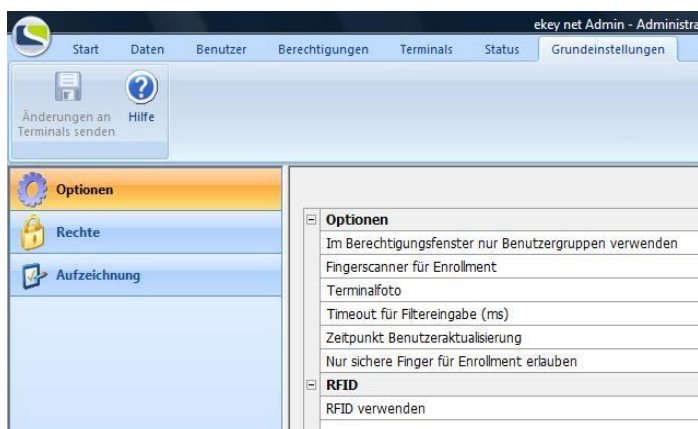 ekey net Admin - Administra
Start Daten Benutzer Berechtigungen Terminals Status Grundeinstellungen
Änderungen an
Terminals senden
Hilfe
Optionen
Rechte
Aufzeichnung
Optionen
Im Berechtigungsfenster nur Benutzergruppen verwenden
Fingerscanner für Enrollment
Terminalfoto
Timeout für Filtereingabe (ms)
Zeitpunkt Benutzeraktualisierung
Nur sichere Finger für Enrollment erlauben
RFID
RFID verwenden